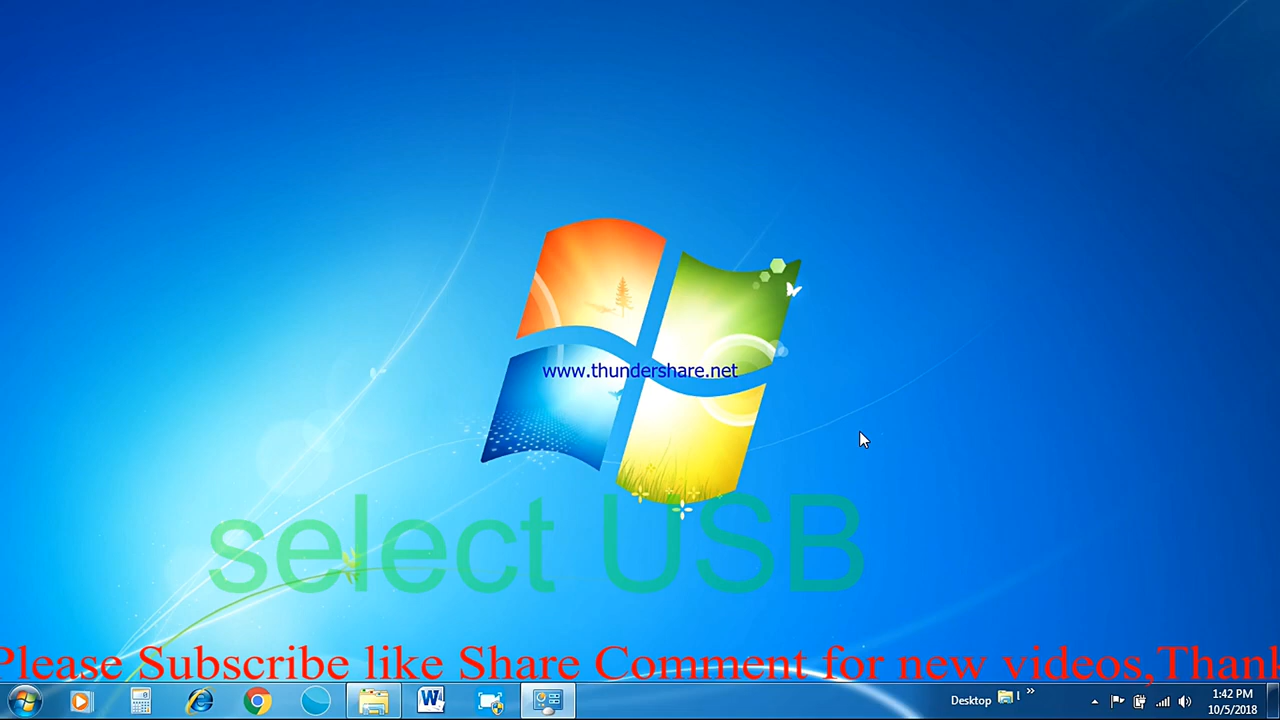 www.thundershare.net
select USB
Please Subscribe like Share Comment for new videos,Thank
Desktop
1:42 PM
10/5/2018